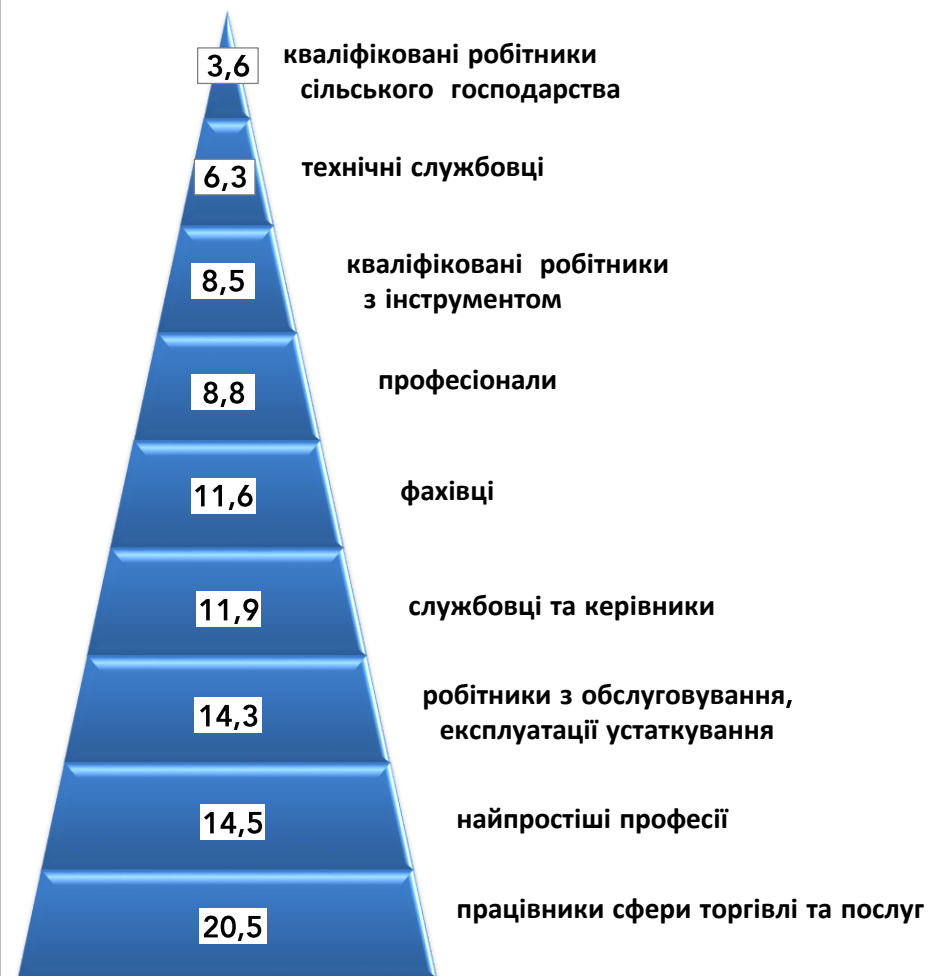 3,6
кваліфіковані робітники
сільського господарства
6,3
технічні службовці
8,5
кваліфіковані робітники
з інструментом
8,8
професіонали
11,6
фахівці
11,9
службовці та керівники
14,3
робітники з обслуговування,
експлуатації устаткування
14,5
найпростіші професії
20,5
працівники сфери торгівлі та послуг